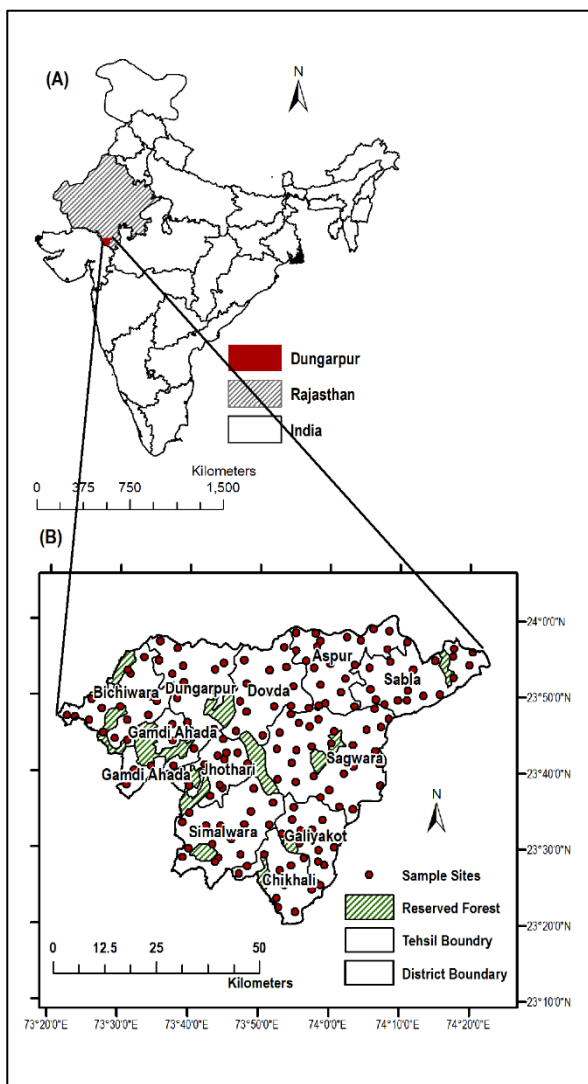 (A)
N
Dungarpur
Rajasthan
India
Kilometers
0 375 750 1,500
(B)
24°0'0"N
Aspur
Bichiwara
Dungarpur
Dovda
Sabla
23°50'0"N
Gamdi Ahada
Gamdi Ahada
Jhothari
Sagwara
23°40'0"N
N
Simalwara
Galiyakot
23°30'0"N
Chikhali
Sample Sites
Reserved Forest
23°20'0"N
Tehsil Boundry
District Boundary
0 12.5 25 50
Kilometers
23°10'0"N
73°20'0"E 73°30'0"E 73°40'0"E 73°50'0"E 74°0'0"E 74°10'0"E 74°20'0"E